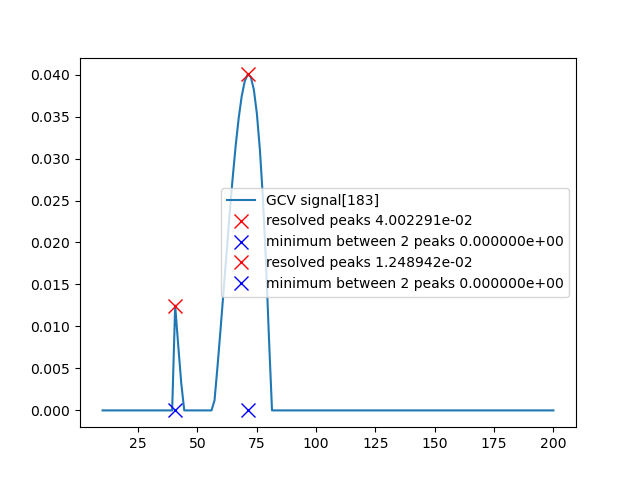 0.040
0.035
0.030
0.025
0.020
0.015
0.010
0.005
0.000
GCV signal[183]
resolved peaks 4.002291e-02
minimum between 2 peaks 0.000000e+00
resolved peaks 1.248942e-02
minimum between 2 peaks 0.000000e+00
25 50 75 100 125 150 175 200